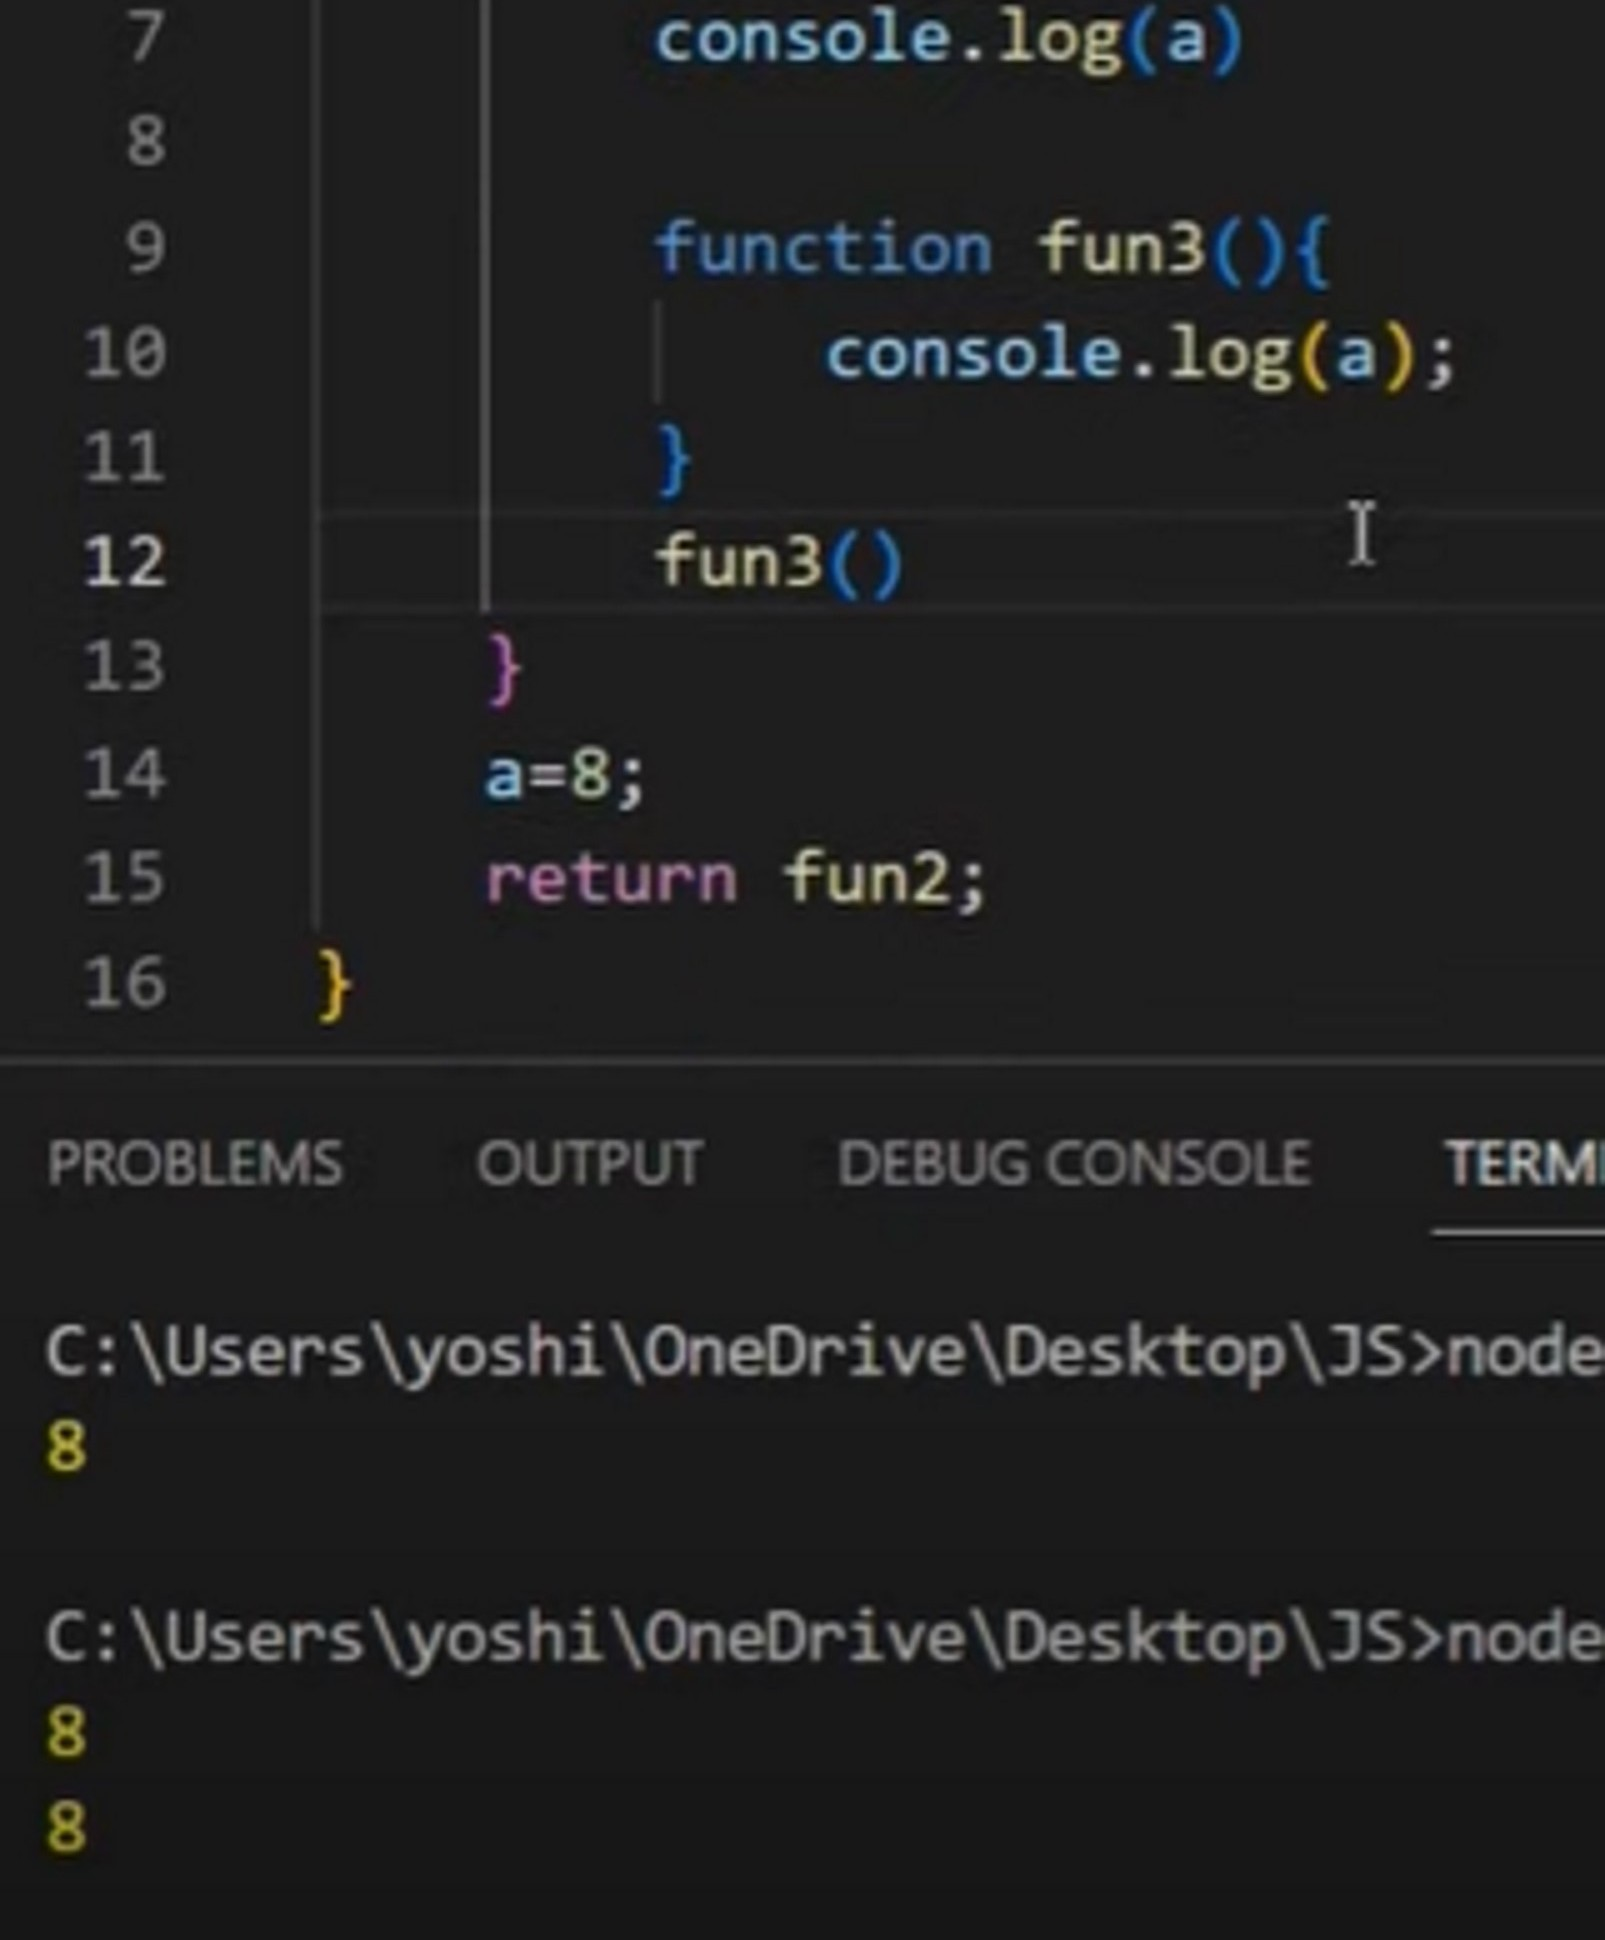 7 console.log(a)
8
9 function fun3(){
10 console.log(a);
11 }
12 fun3()
13 }
14 a=8;
15 return fun2;
16 }
PROBLEMS OUTPUT DEBUG CONSOLE TERMI
C:\Users\yoshi\OneDrive\Desktop\JS>node
8
C:\Users\yoshi\OneDrive\Desktop\JS>node
8
8